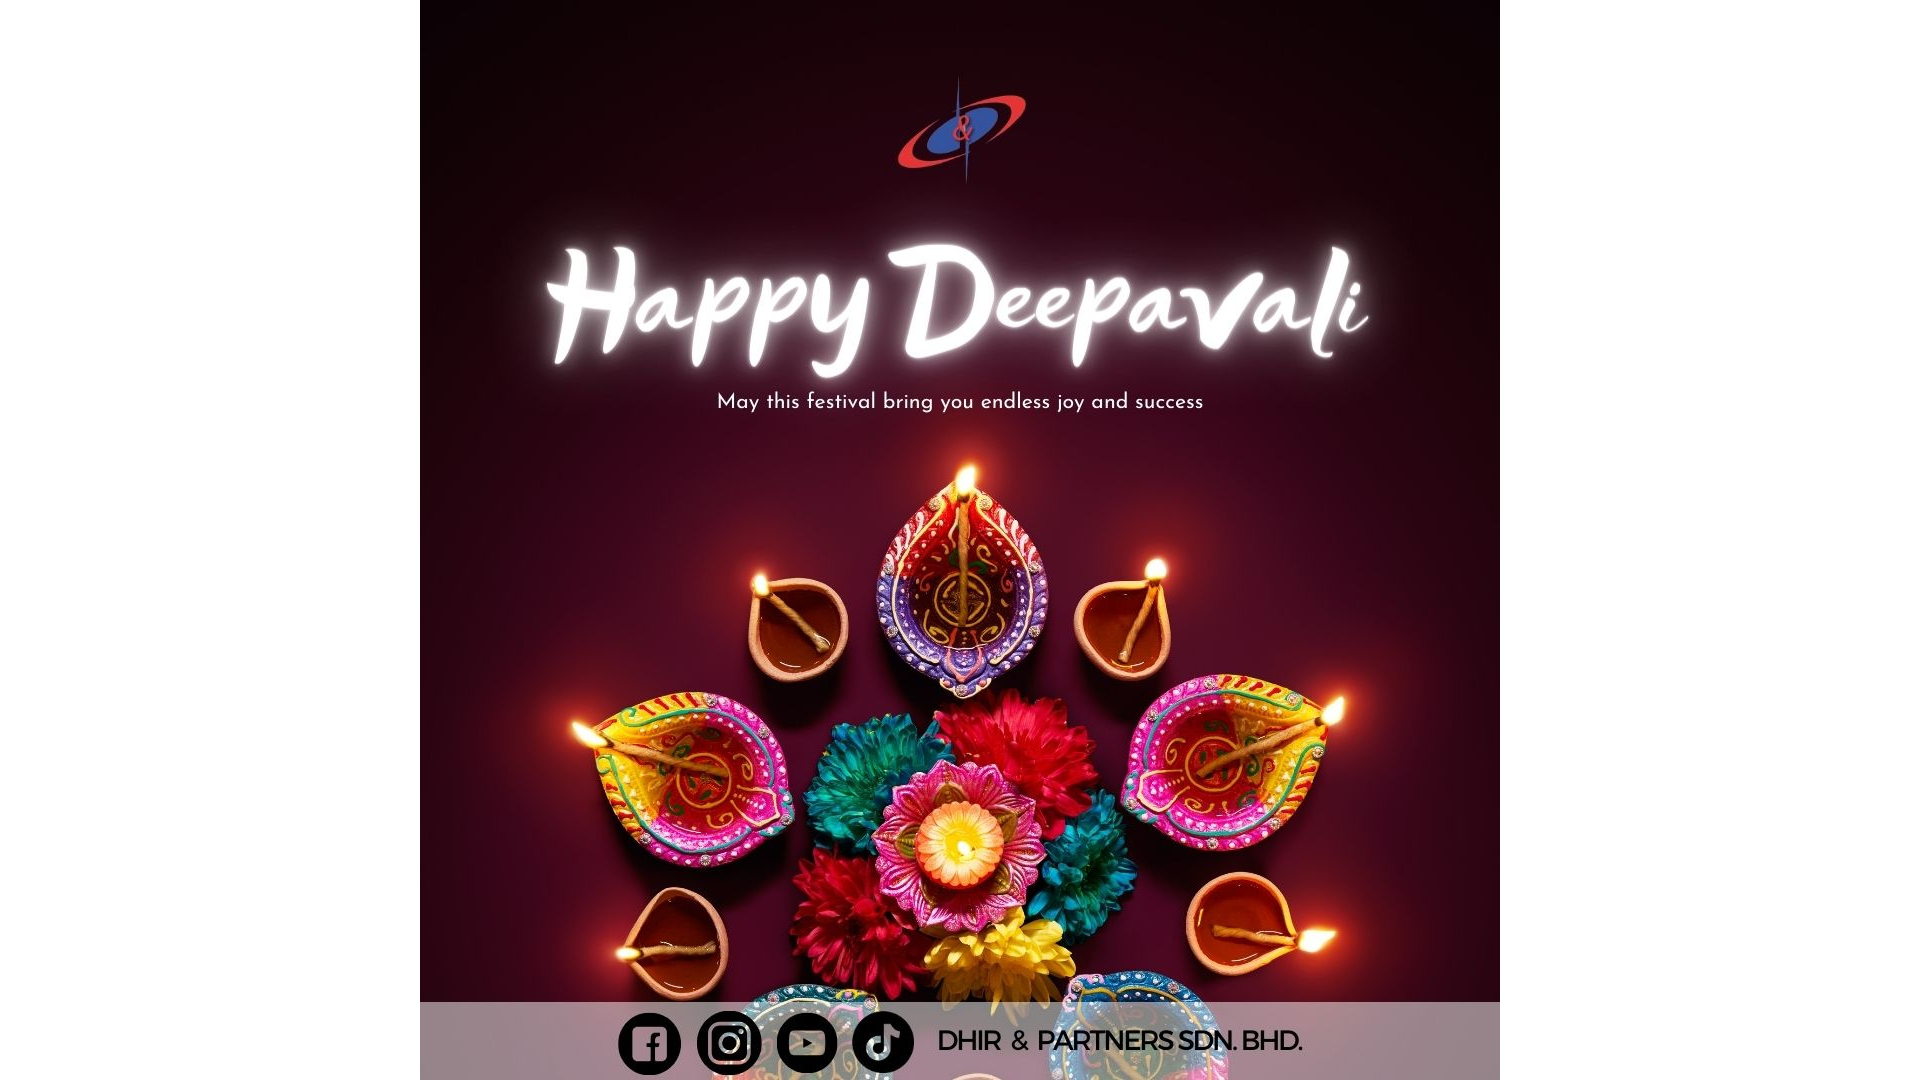 &
Happy Deepavali
May this festival bring you endless joy and success
DHIR & PARTNERS SDN. BHD.